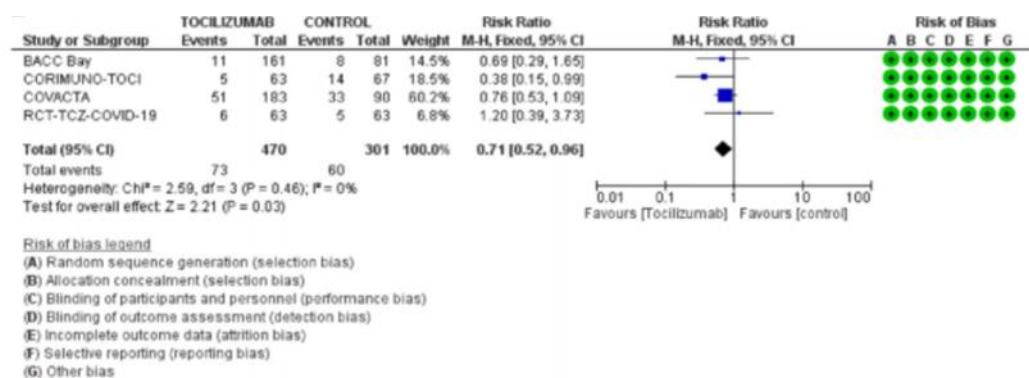 TOCILIZUMAB CONTROL Risk Ratio Risk Ratio Risk of Bias
Study or Subgroup Events Total Events Total Weight M-H, Fixed, 95% CI M-H, Fixed, 95% CI A B C D E F G
BACC Bay 11 161 8 81 14.5% 0.69 [0.29, 1.65]
CORIMUNO-TOCI 5 63 14 67 18.5% 0.38 [0.15, 0.99]
COVACTA 51 183 33 90 60.2% 0.76 [0.53, 1.09]
RCT-TCZ-COVID-19 6 63 5 63 6.8% 1.20 [0.39, 3.73]
Total (95% CI) 470 301 100.0% 0.71 [0.52, 0.96]
Total events 73 60
Heterogeneity: Chi² = 2.59, df = 3 (P = 0.46); I² = 0%
Test for overall effect: Z = 2.21 (P = 0.03)
0.01 0.1 1 10 100
Favours [Tocilizumab] Favours [control]
Risk of bias legend
(A) Random sequence generation (selection bias)
(B) Allocation concealment (selection bias)
(C) Blinding of participants and personnel (performance bias)
(D) Blinding of outcome assessment (detection bias)
(E) Incomplete outcome data (attrition bias)
(F) Selective reporting (reporting bias)
(G) Other bias